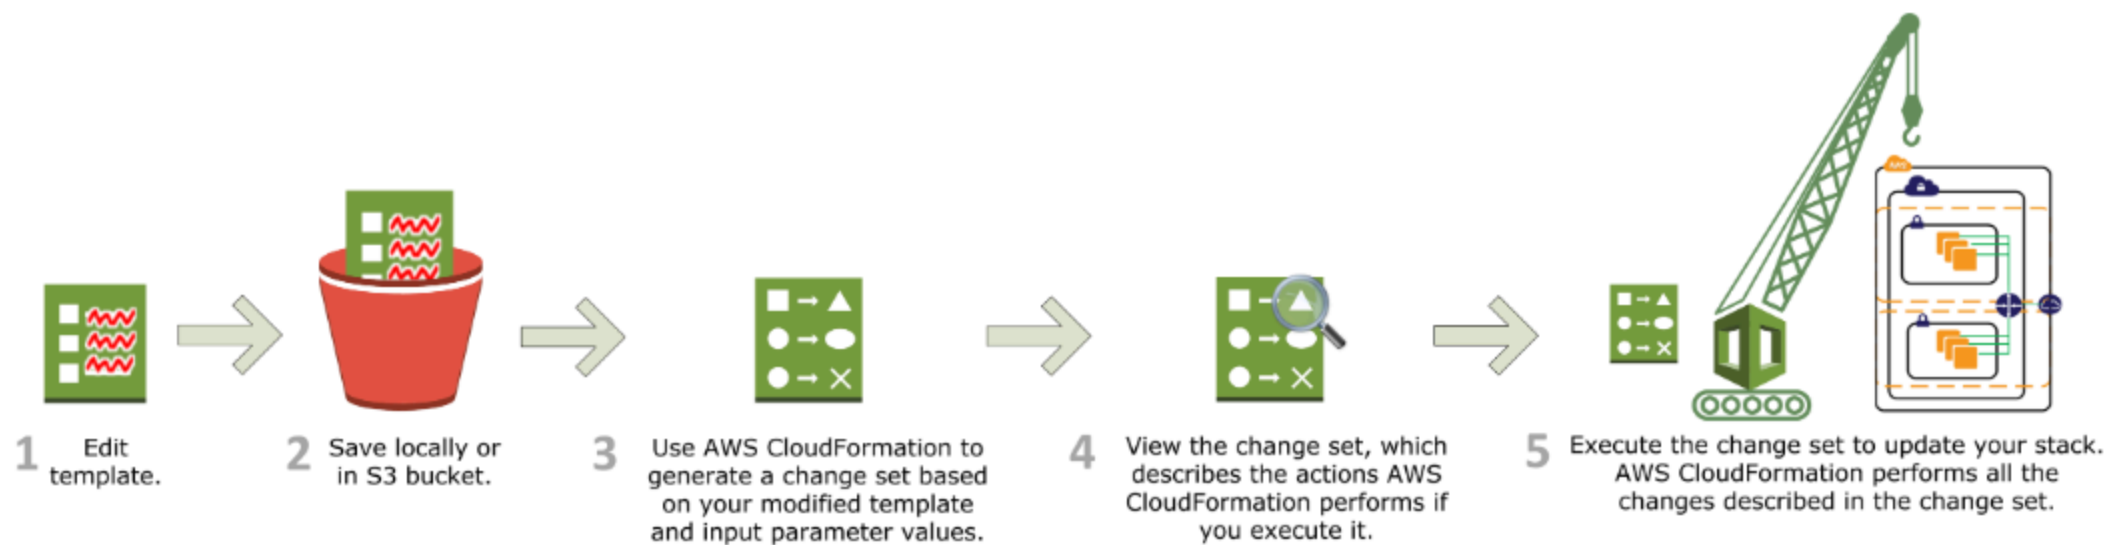 1 Edit
template.
2 Save locally or
in S3 bucket.
3 Use AWS CloudFormation to
generate a change set based
on your modified template
and input parameter values.
4 View the change set, which
describes the actions AWS
CloudFormation performs if
you execute it.
AWS
5 Execute the change set to update your stack.
AWS CloudFormation performs all the
changes described in the change set.